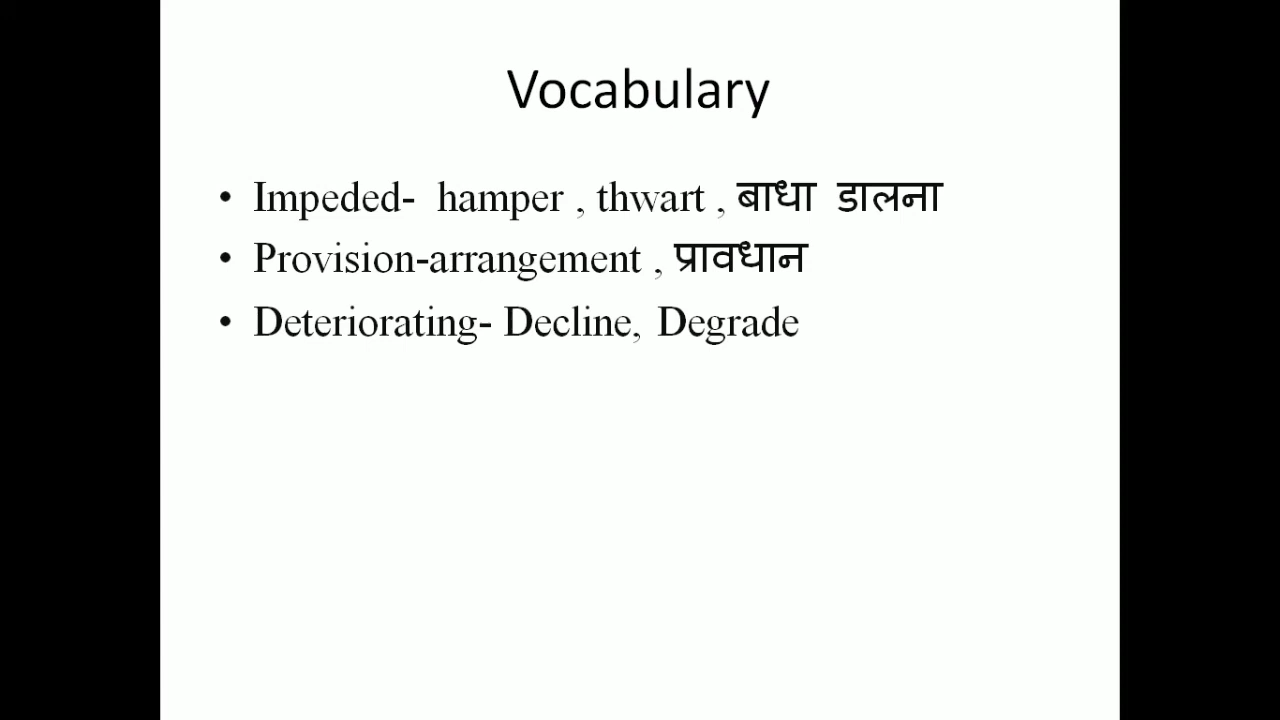 Vocabulary
• Impeded- hamper , thwart , बाधा डालना
• Provision-arrangement , प्रावधान
• Deteriorating- Decline, Degrade